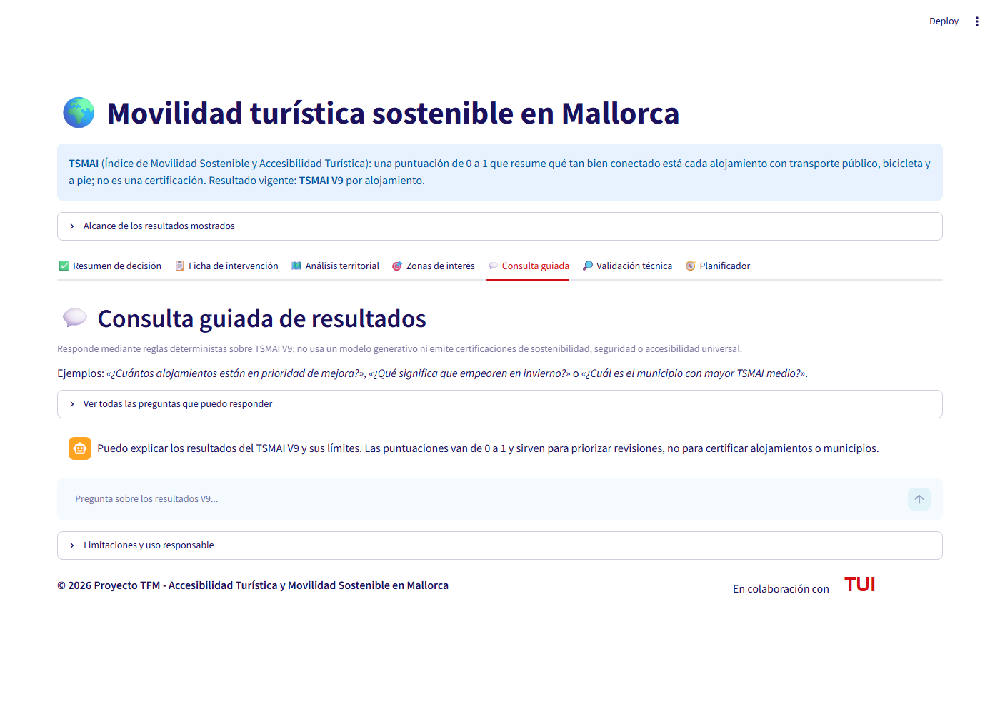 Deploy
Movilidad turística sostenible en Mallorca
TSMAI (Índice de Movilidad Sostenible y Accesibilidad Turística): una puntuación de 0 a 1 que resume qué tan bien conectado está cada alojamiento con transporte público, bicicleta y
a pie; no es una certificación. Resultado vigente: TSMAI V9 por alojamiento.
Alcance de los resultados mostrados
Resumen de decisión Ficha de intervención Análisis territorial Zonas de interés Consulta guiada Validación técnica Planificador
Consulta guiada de resultados
Responde mediante reglas deterministas sobre TSMAI V9; no usa un modelo generativo ni emite certificaciones de sostenibilidad, seguridad o accesibilidad universal.
Ejemplos: «¿Cuántos alojamientos están en prioridad de mejora?», «¿Qué significa que empeoren en invierno?» o «¿Cuál es el municipio con mayor TSMAI medio?».
Ver todas las preguntas que puedo responder
Puedo explicar los resultados del TSMAI V9 y sus límites. Las puntuaciones van de 0 a 1 y sirven para priorizar revisiones, no para certificar alojamientos o municipios.
Pregunta sobre los resultados V9...
Limitaciones y uso responsable
© 2026 Proyecto TFM - Accesibilidad Turística y Movilidad Sostenible en Mallorca
En colaboración con TUI